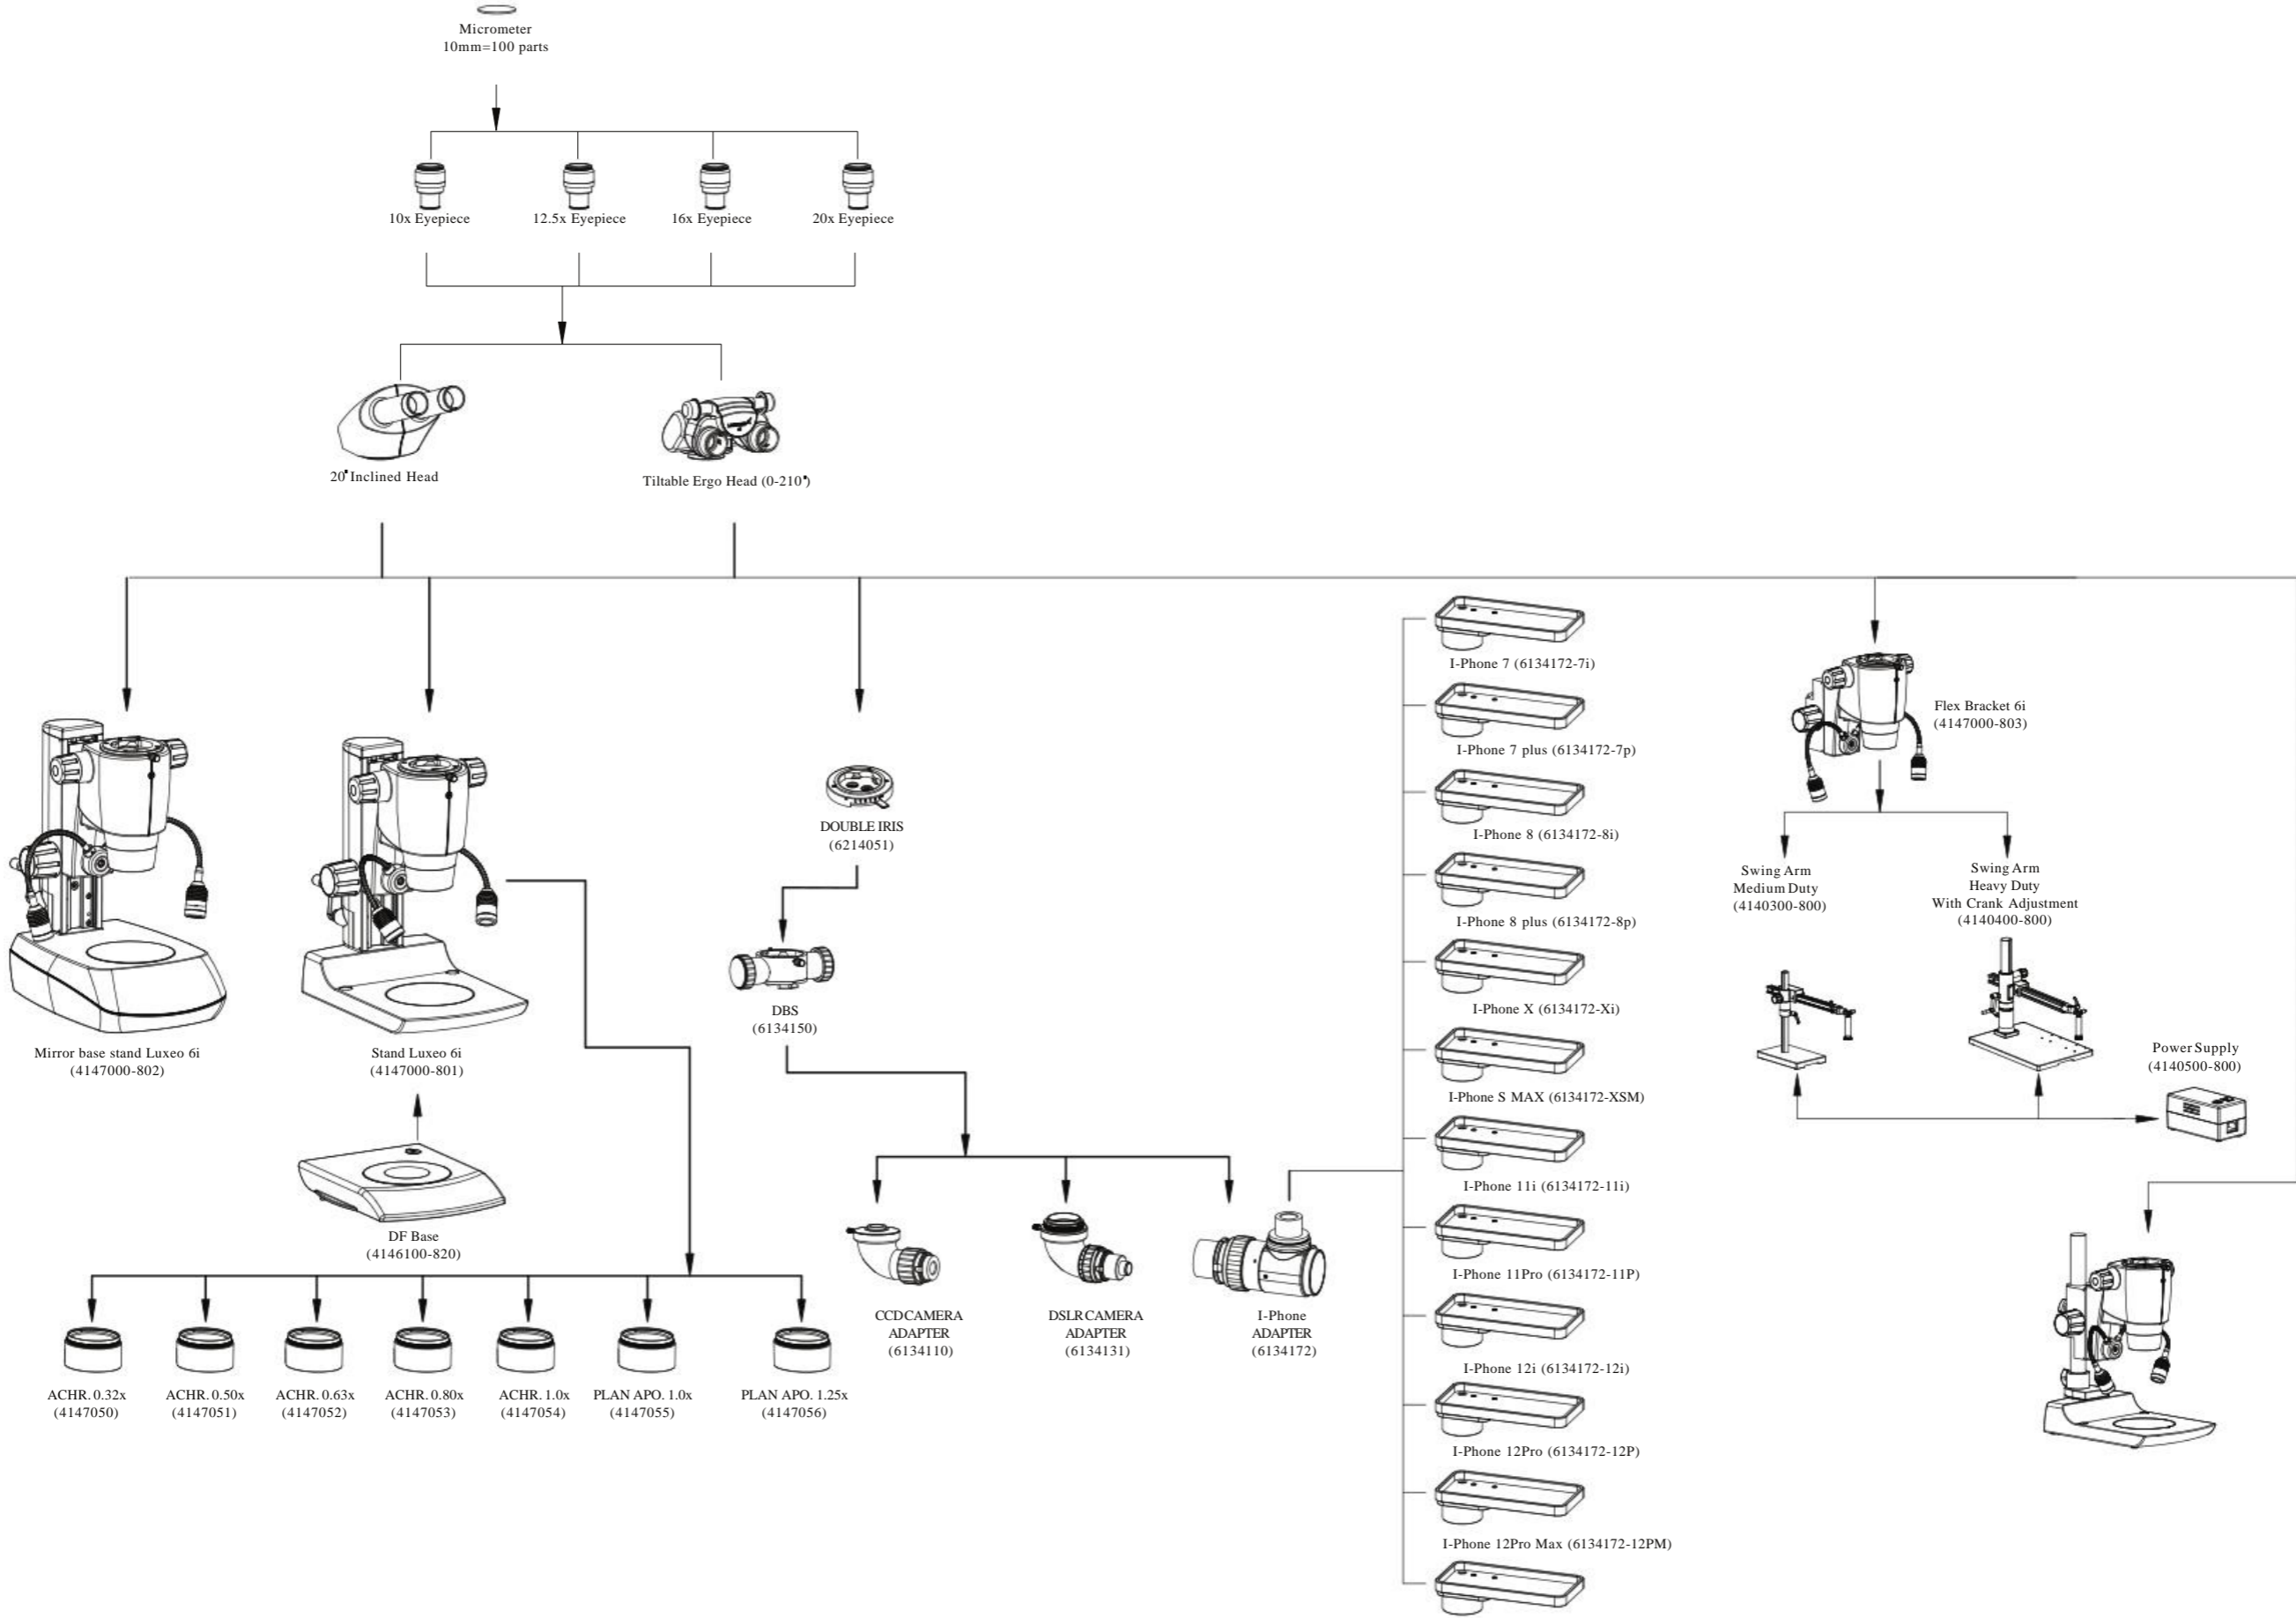 Micrometer
10mm=100 parts
10x Eyepiece
12.5x Eyepiece
16x Eyepiece
20x Eyepiece
20° Inclined Head
Tiltable Ergo Head (0-210°)
Mirror base stand Luxeo 6i
(4147000-802)
Stand Luxeo 6i
(4147000-801)
DF Base
(4146100-820)
ACHR. 0.32x
(4147050)
ACHR. 0.50x
(4147051)
ACHR. 0.63x
(4147052)
ACHR. 0.80x
(4147053)
ACHR. 1.0x
(4147054)
PLAN APO. 1.0x
(4147055)
PLAN APO. 1.25x
(4147056)
DOUBLE IRIS
(6214051)
DBS
(6134150)
CCD CAMERA
ADAPTER
(6134110)
DSLR CAMERA
ADAPTER
(6134131)
I-Phone
ADAPTER
(6134172)
I-Phone 7 (6134172-7i)
I-Phone 7 plus (6134172-7p)
I-Phone 8 (6134172-8i)
I-Phone 8 plus (6134172-8p)
I-Phone X (6134172-Xi)
I-Phone S MAX (6134172-XSM)
I-Phone 11i (6134172-11i)
I-Phone 11Pro (6134172-11P)
I-Phone 12i (6134172-12i)
I-Phone 12Pro (6134172-12P)
I-Phone 12Pro Max (6134172-12PM)
Flex Bracket 6i
(4147000-803)
Swing Arm
Medium Duty
(4140300-800)
Swing Arm
Heavy Duty
With Crank Adjustment
(4140400-800)
Power Supply
(4140500-800)